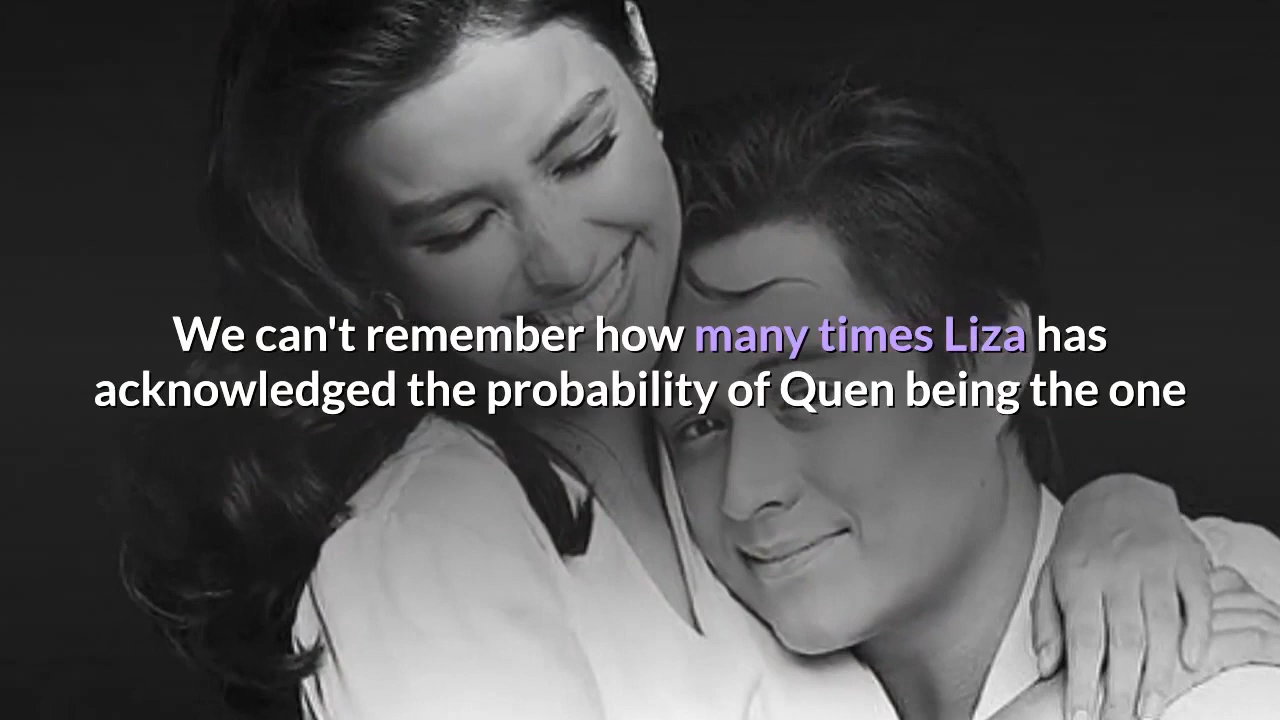 We can't remember how many times Liza has
acknowledged the probability of Quen being the one